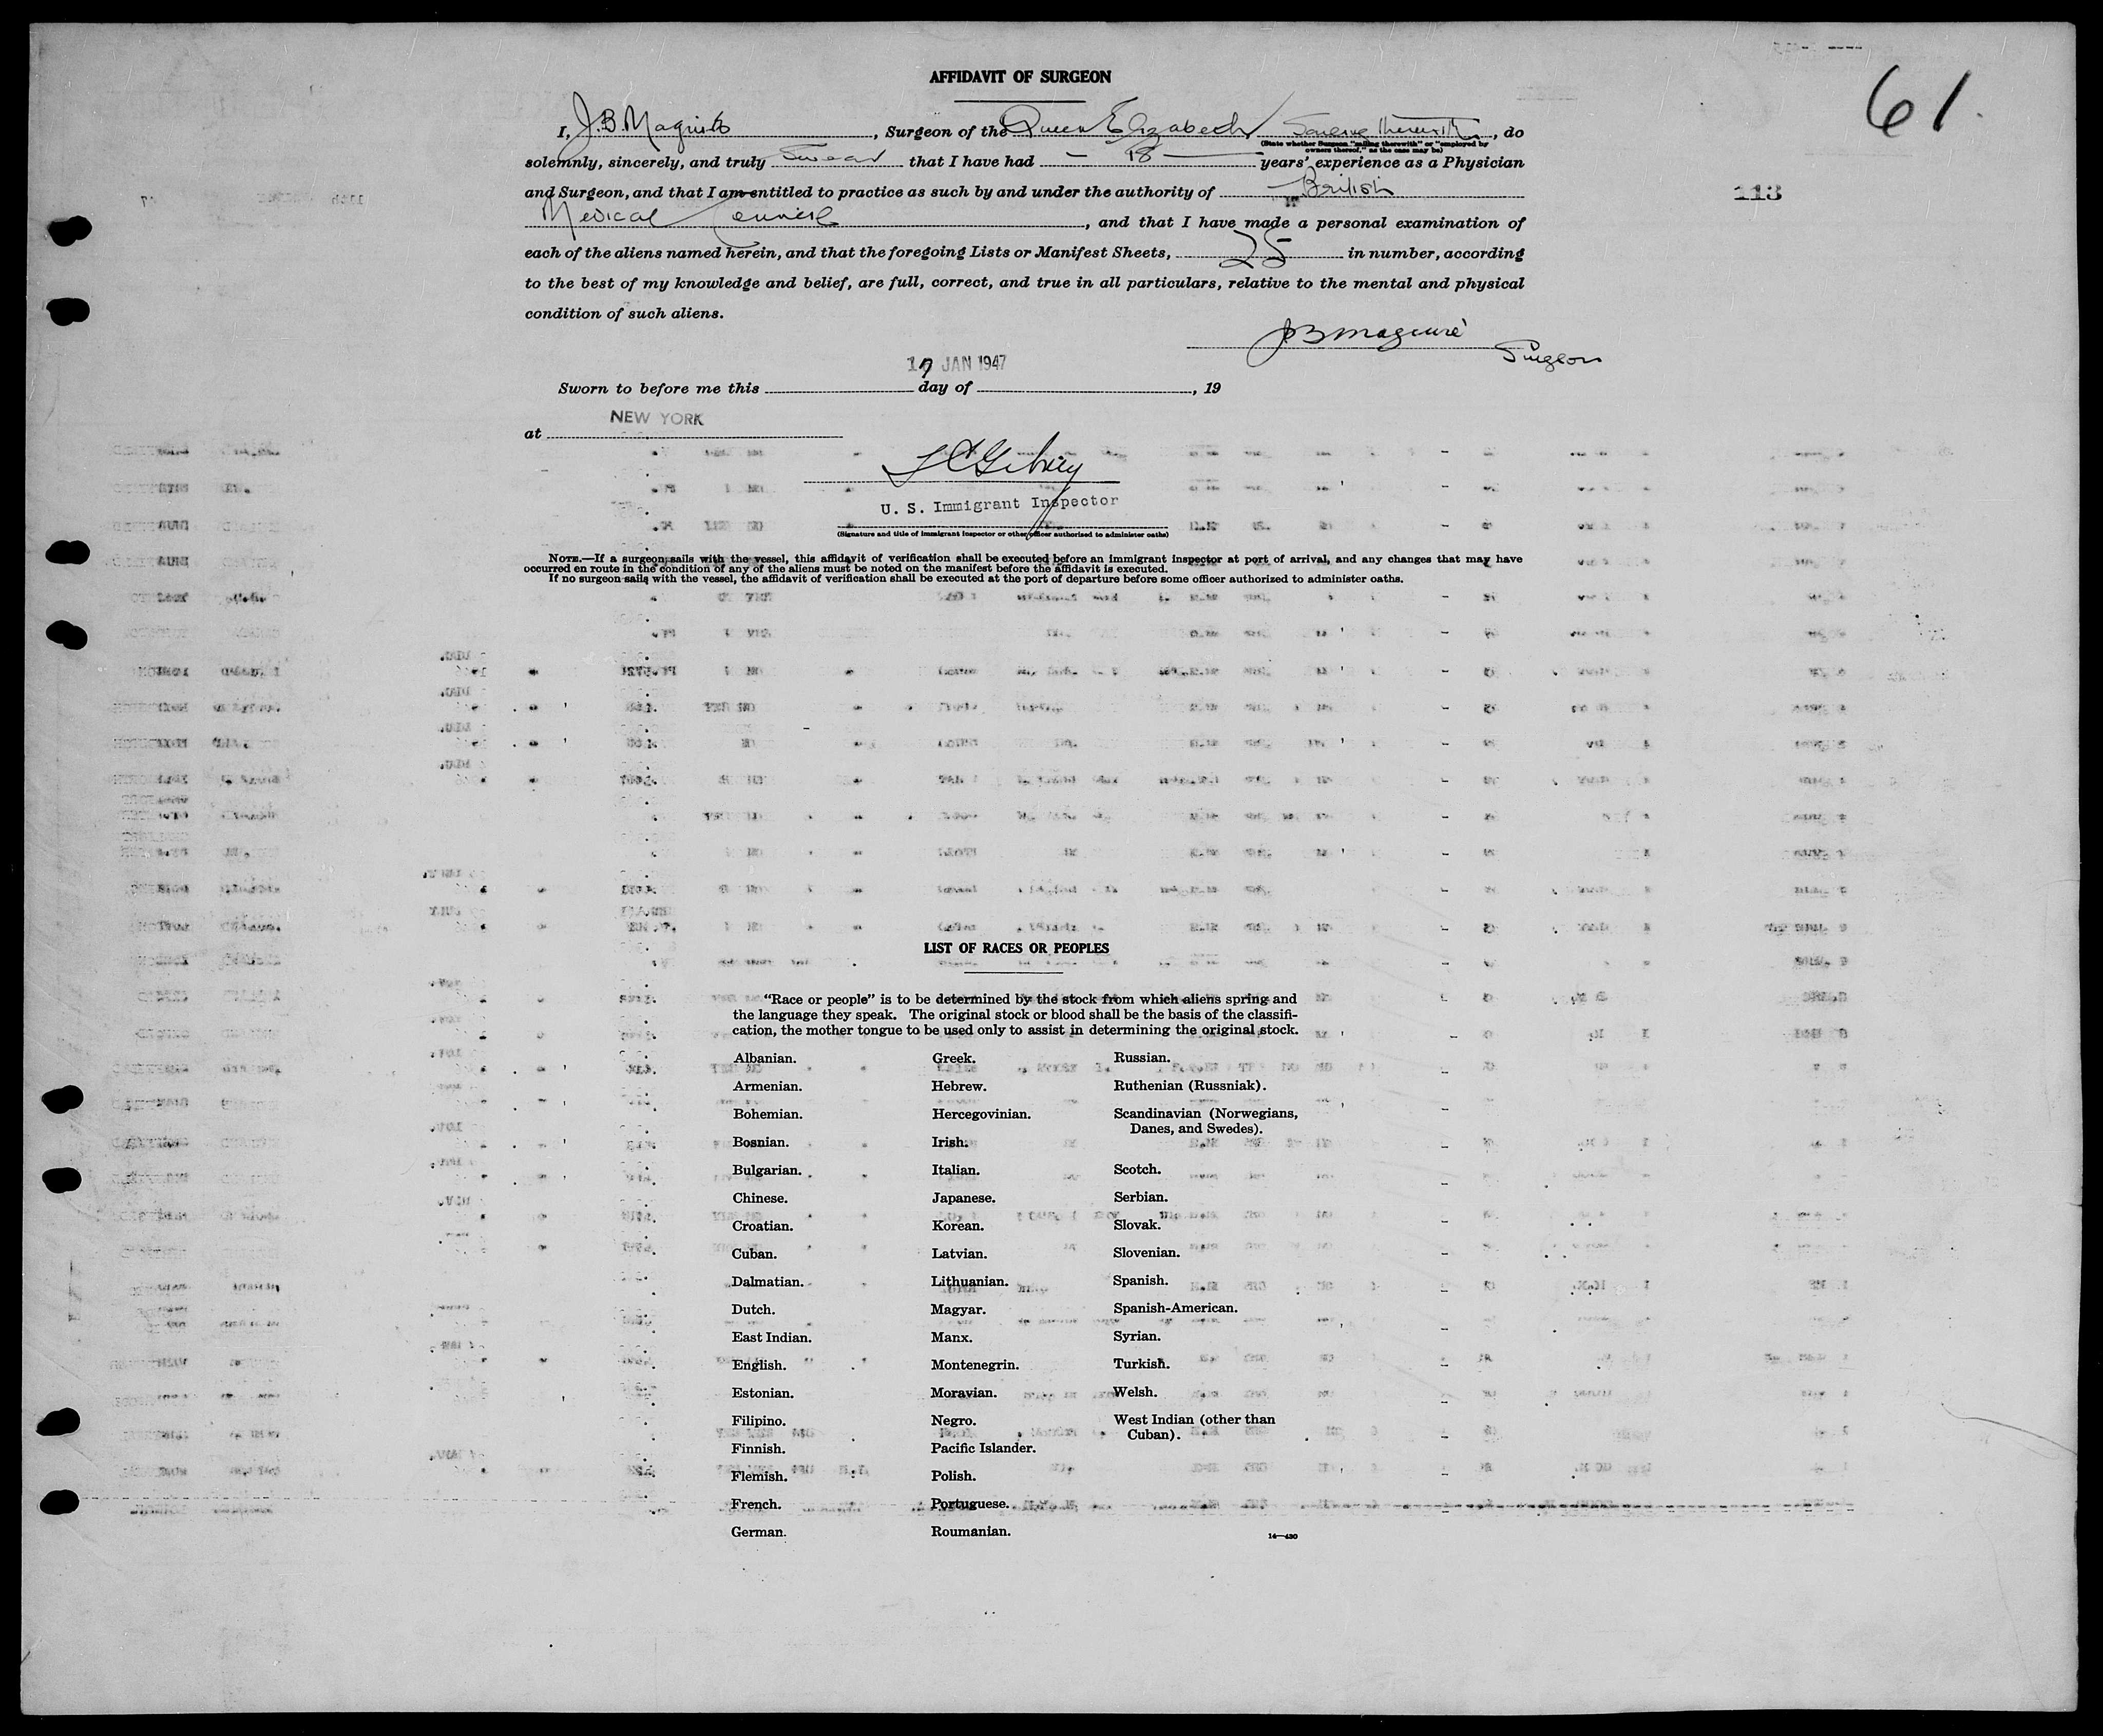 61.
AFFIDAVIT OF SURGEON
I, J.B. Maguire, Surgeon of the Queen Elizabeth Sailing therewith, do
(State whether Surgeon "sailing therewith" or "employed by
owners thereof," as the case may be)
solemnly, sincerely, and truly Swear that I have had – 18 – years' experience as a Physician
and Surgeon, and that I am entitled to practice as such by and under the authority of British
113
Medical Council, and that I have made a personal examination of
each of the aliens named herein, and that the foregoing Lists or Manifest Sheets, 25 in number, according
to the best of my knowledge and belief, are full, correct, and true in all particulars, relative to the mental and physical
condition of such aliens.
J B Maguire
Surgeon
17 JAN 1947
Sworn to before me this day of , 19
NEW YORK
at
U. S. Immigrant Inspector
(Signature and title of immigrant inspector or other officer authorized to administer oaths)
NOTE.—If a surgeon sails with the vessel, this affidavit of verification shall be executed before an immigrant inspector at port of arrival, and any changes that may have
occurred en route in the condition of any of the aliens must be noted on the manifest before the affidavit is executed.
If no surgeon sails with the vessel, the affidavit of verification shall be executed at the port of departure before some officer authorized to administer oaths.
LIST OF RACES OR PEOPLES
"Race or people" is to be determined by the stock from which aliens spring and
the language they speak. The original stock or blood shall be the basis of the classifi-
cation, the mother tongue to be used only to assist in determining the original stock.
Albanian.
Armenian.
Bohemian.
Bosnian.
Bulgarian.
Chinese.
Croatian.
Cuban.
Dalmatian.
Dutch.
East Indian.
English.
Estonian.
Filipino.
Finnish.
Flemish.
French.
German.
Greek.
Hebrew.
Hercegovinian.
Irish.
Italian.
Japanese.
Korean.
Latvian.
Lithuanian.
Magyar.
Manx.
Montenegrin.
Moravian.
Negro.
Pacific Islander.
Polish.
Portuguese.
Roumanian.
Russian.
Ruthenian (Russniak).
Scandinavian (Norwegians,
Danes, and Swedes).
Scotch.
Serbian.
Slovak.
Slovenian.
Spanish.
Spanish-American.
Syrian.
Turkish.
Welsh.
West Indian (other than
Cuban).
14—430